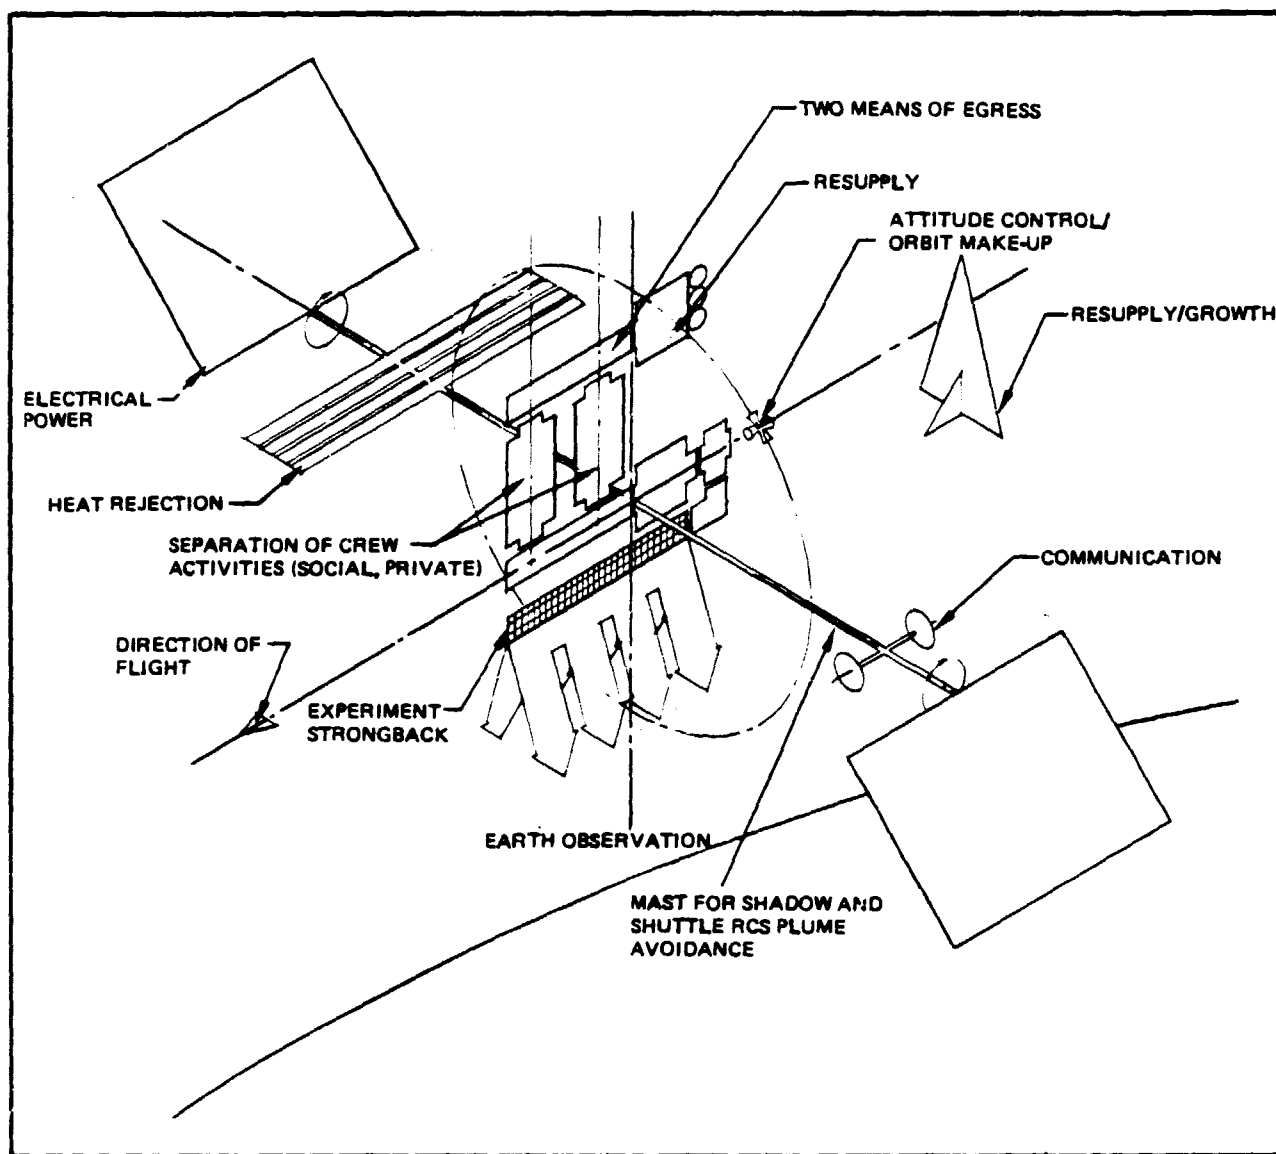 TWO MEANS OF EGRESS
RESUPPLY
ATTITUDE CONTROL/
ORBIT MAKE-UP
RESUPPLY/GROWTH
ELECTRICAL
POWER
HEAT REJECTION
SEPARATION OF CREW
ACTIVITIES (SOCIAL, PRIVATE)
COMMUNICATION
DIRECTION OF
FLIGHT
EXPERIMENT
STRONGBACK
EARTH OBSERVATION
MAST FOR SHADOW AND
SHUTTLE RCS PLUME
AVOIDANCE